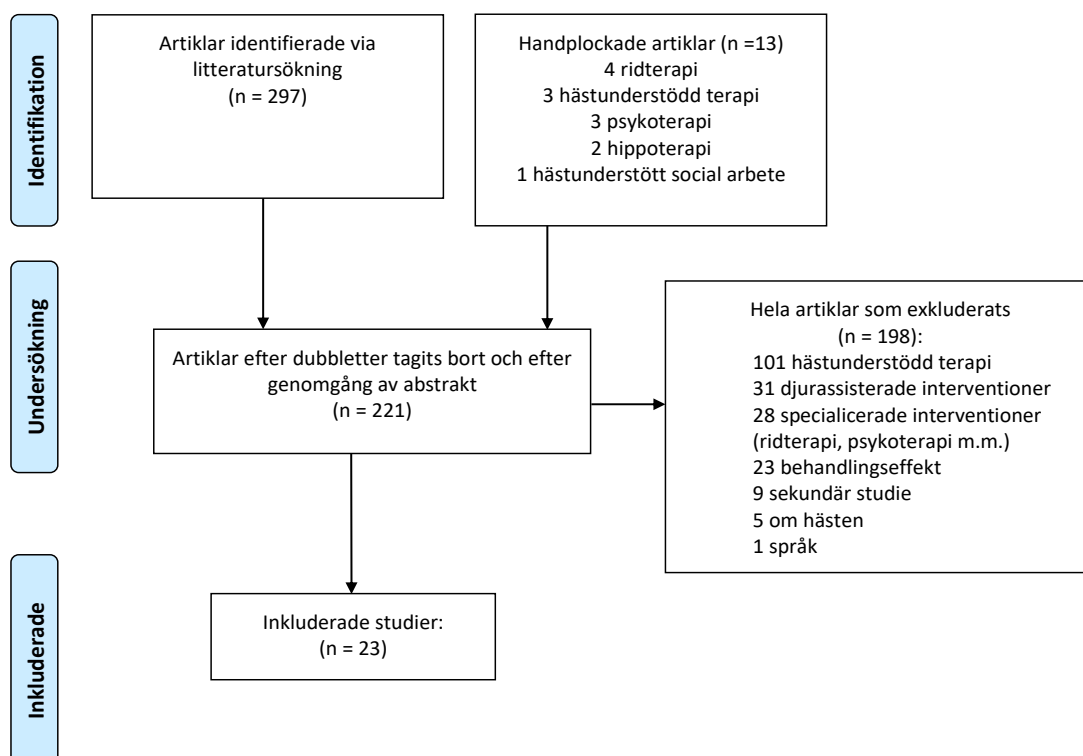 Identifikation
Artiklar identifierade via
litteratursökning
(n = 297)
Handplockade artiklar (n =13)
4 ridterapi
3 hästunderstödd terapi
3 psykoterapi
2 hippoterapi
1 hästunderstött social arbete
Undersökning
Artiklar efter dubbletter tagits bort och efter
genomgång av abstrakt
(n = 221)
Hela artiklar som exkluderats
(n = 198):
101 hästunderstödd terapi
31 djurassisterade interventioner
28 specialicerade interventioner
(ridterapi, psykoterapi m.m.)
23 behandlingseffekt
9 sekundär studie
5 om hästen
1 språk
Inkluderade
Inkluderade studier:
(n = 23)